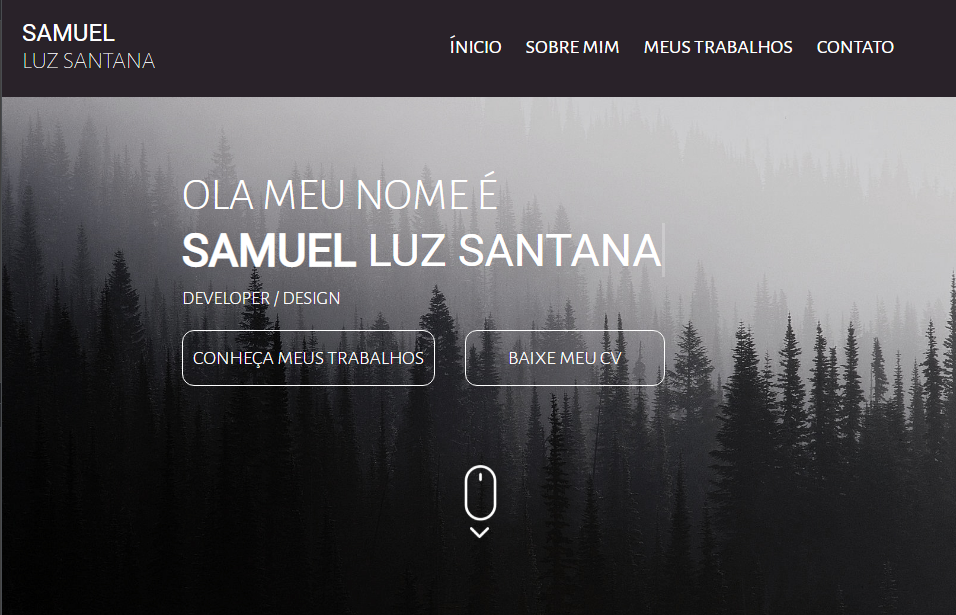 SAMUEL
LUZ SANTANA
ÍNICIO SOBRE MIM MEUS TRABALHOS CONTATO
OLA MEU NOME É
SAMUEL LUZ SANTANA
DEVELOPER / DESIGN
CONHEÇA MEUS TRABALHOS BAIXE MEU CV